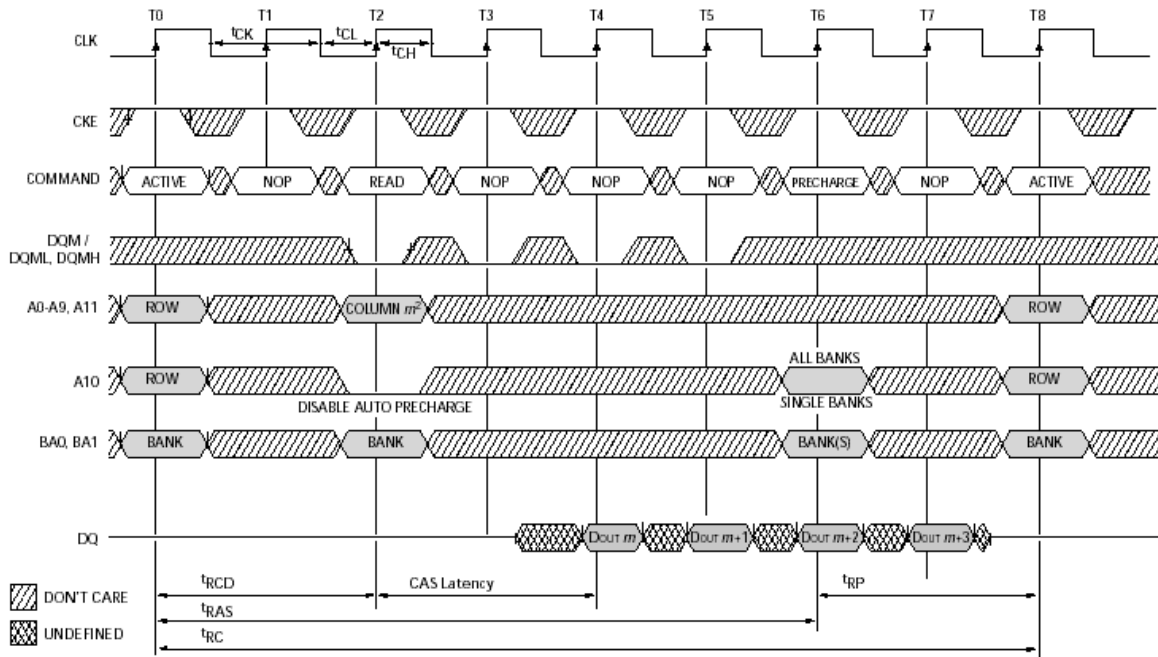 T0 T1 T2 T3 T4 T5 T6 T7 T8
CLK tCK tCL tCH
CKE
COMMAND ACTIVE NOP READ NOP NOP NOP PRECHARGE NOP ACTIVE
DQM /
DQML, DQMH
A0-A9, A11 ROW COLUMN m² ROW
ALL BANKS
A10 ROW ROW
DISABLE AUTO PRECHARGE SINGLE BANKS
BA0, BA1 BANK BANK BANK(S) BANK
DQ DOUT m DOUT m+1 DOUT m+2 DOUT m+3
tRCD CAS Latency tRP
DON'T CARE
tRAS
UNDEFINED
tRC